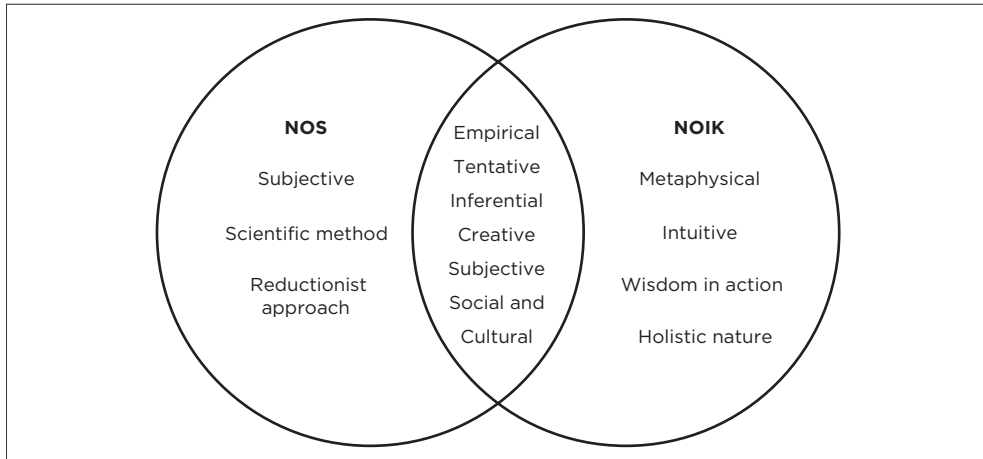 NOS
Subjective
Scientific method
Reductionist
approach
Empirical
Tentative
Inferential
Creative
Subjective
Social and
Cultural
NOIK
Metaphysical
Intuitive
Wisdom in action
Holistic nature